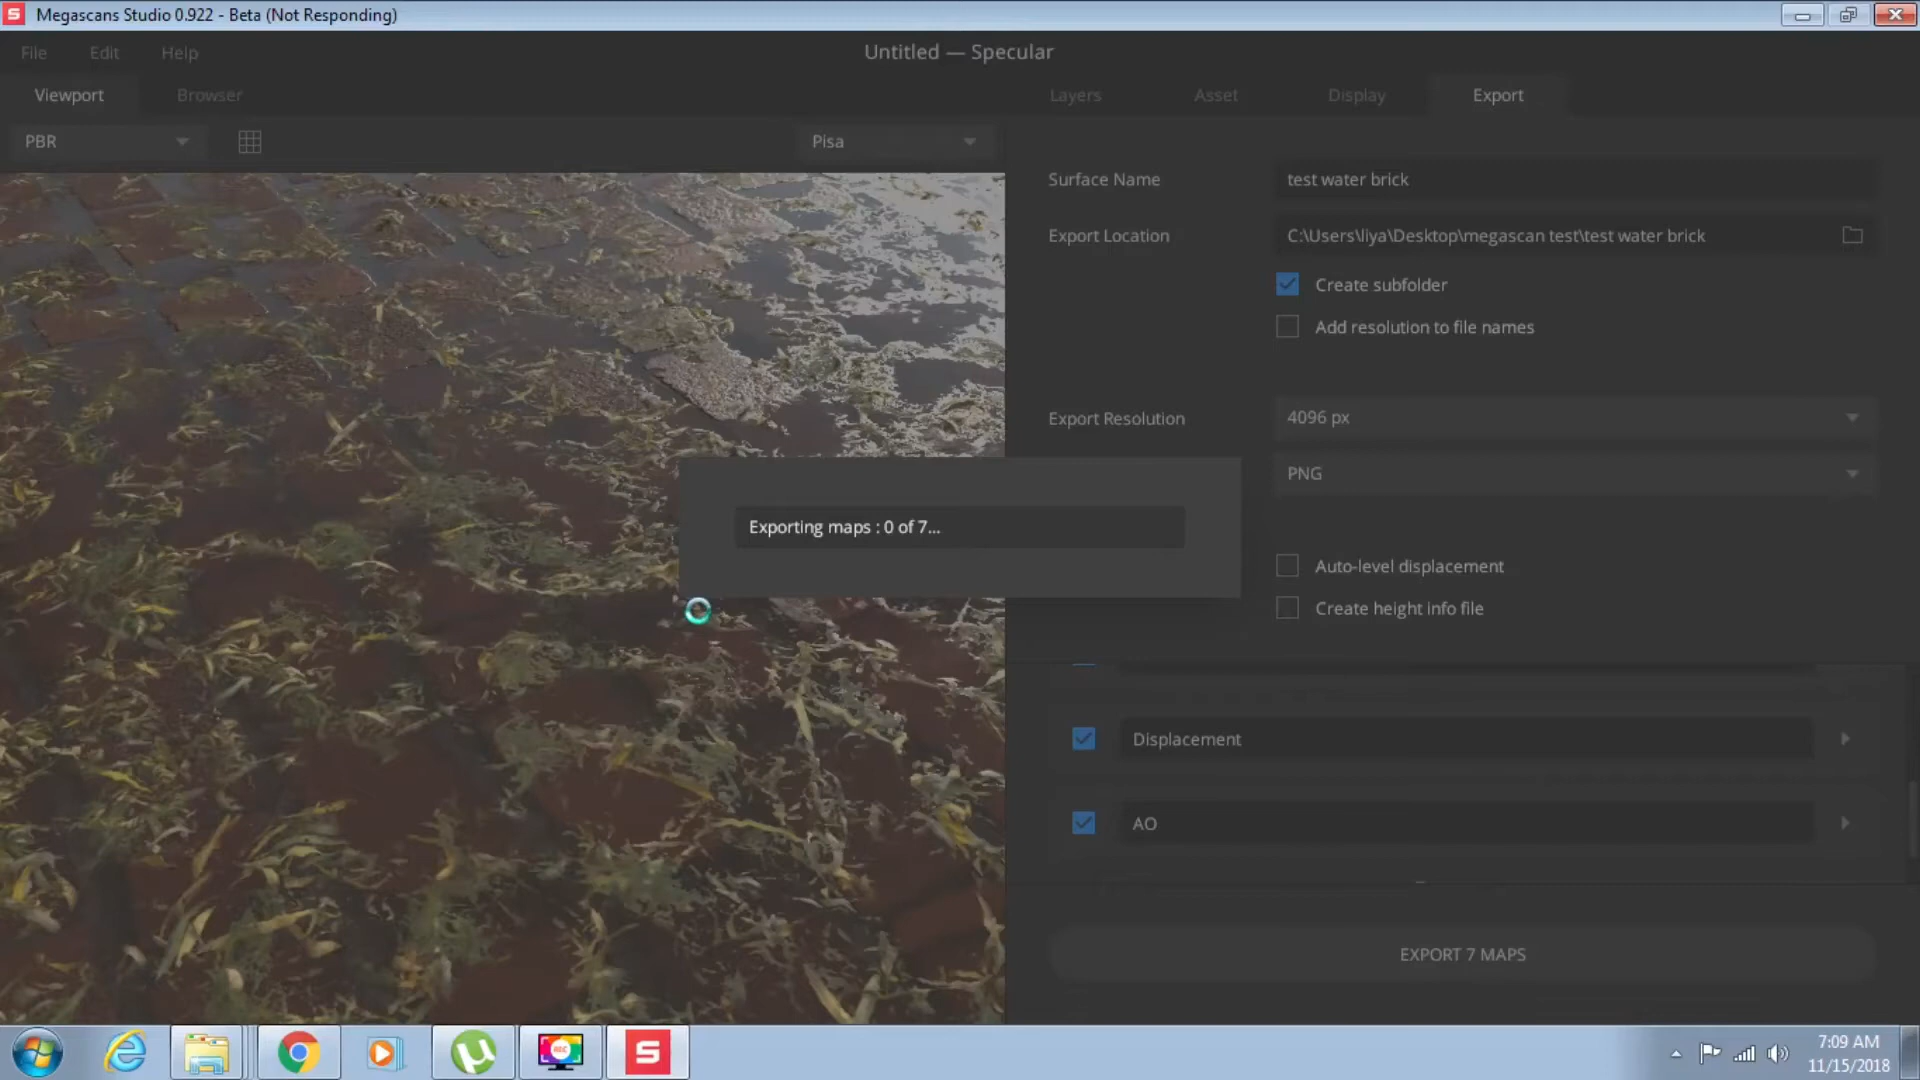 Megascans Studio 0.922 - Beta (Not Responding)
File Edit Help
Untitled — Specular
Viewport Browser
Layers Asset Display Export
PBR
Pisa
Surface Name
test water brick
Export Location
C:\Users\liya\Desktop\megascan test\test water brick
Create subfolder
Add resolution to file names
Export Resolution
4096 px
PNG
Exporting maps : 0 of 7...
Auto-level displacement
Create height info file
Displacement
AO
EXPORT 7 MAPS
REC
7:09 AM
11/15/2018